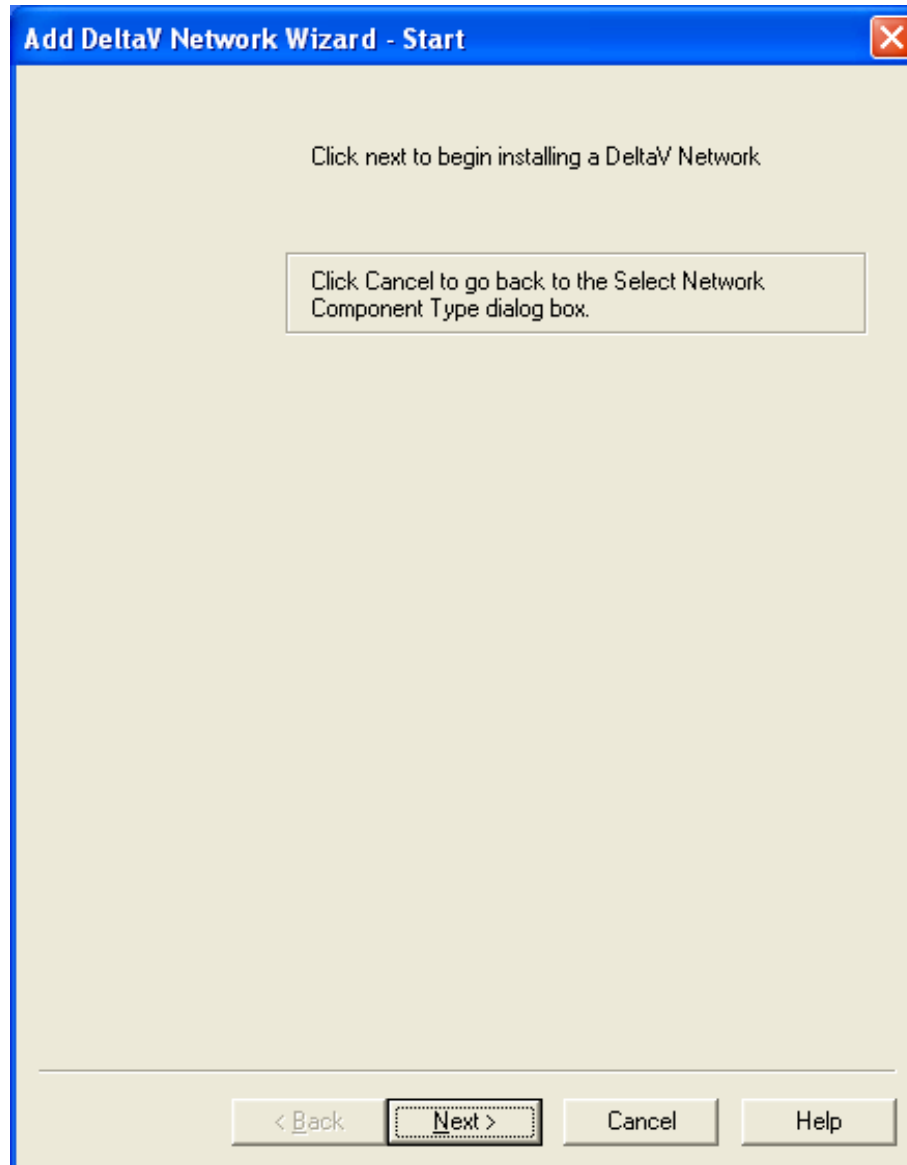 Add DeltaV Network Wizard - Start
Click next to begin installing a DeltaV Network
Click Cancel to go back to the Select Network
Component Type dialog box.
< Back
Next >
Cancel
Help